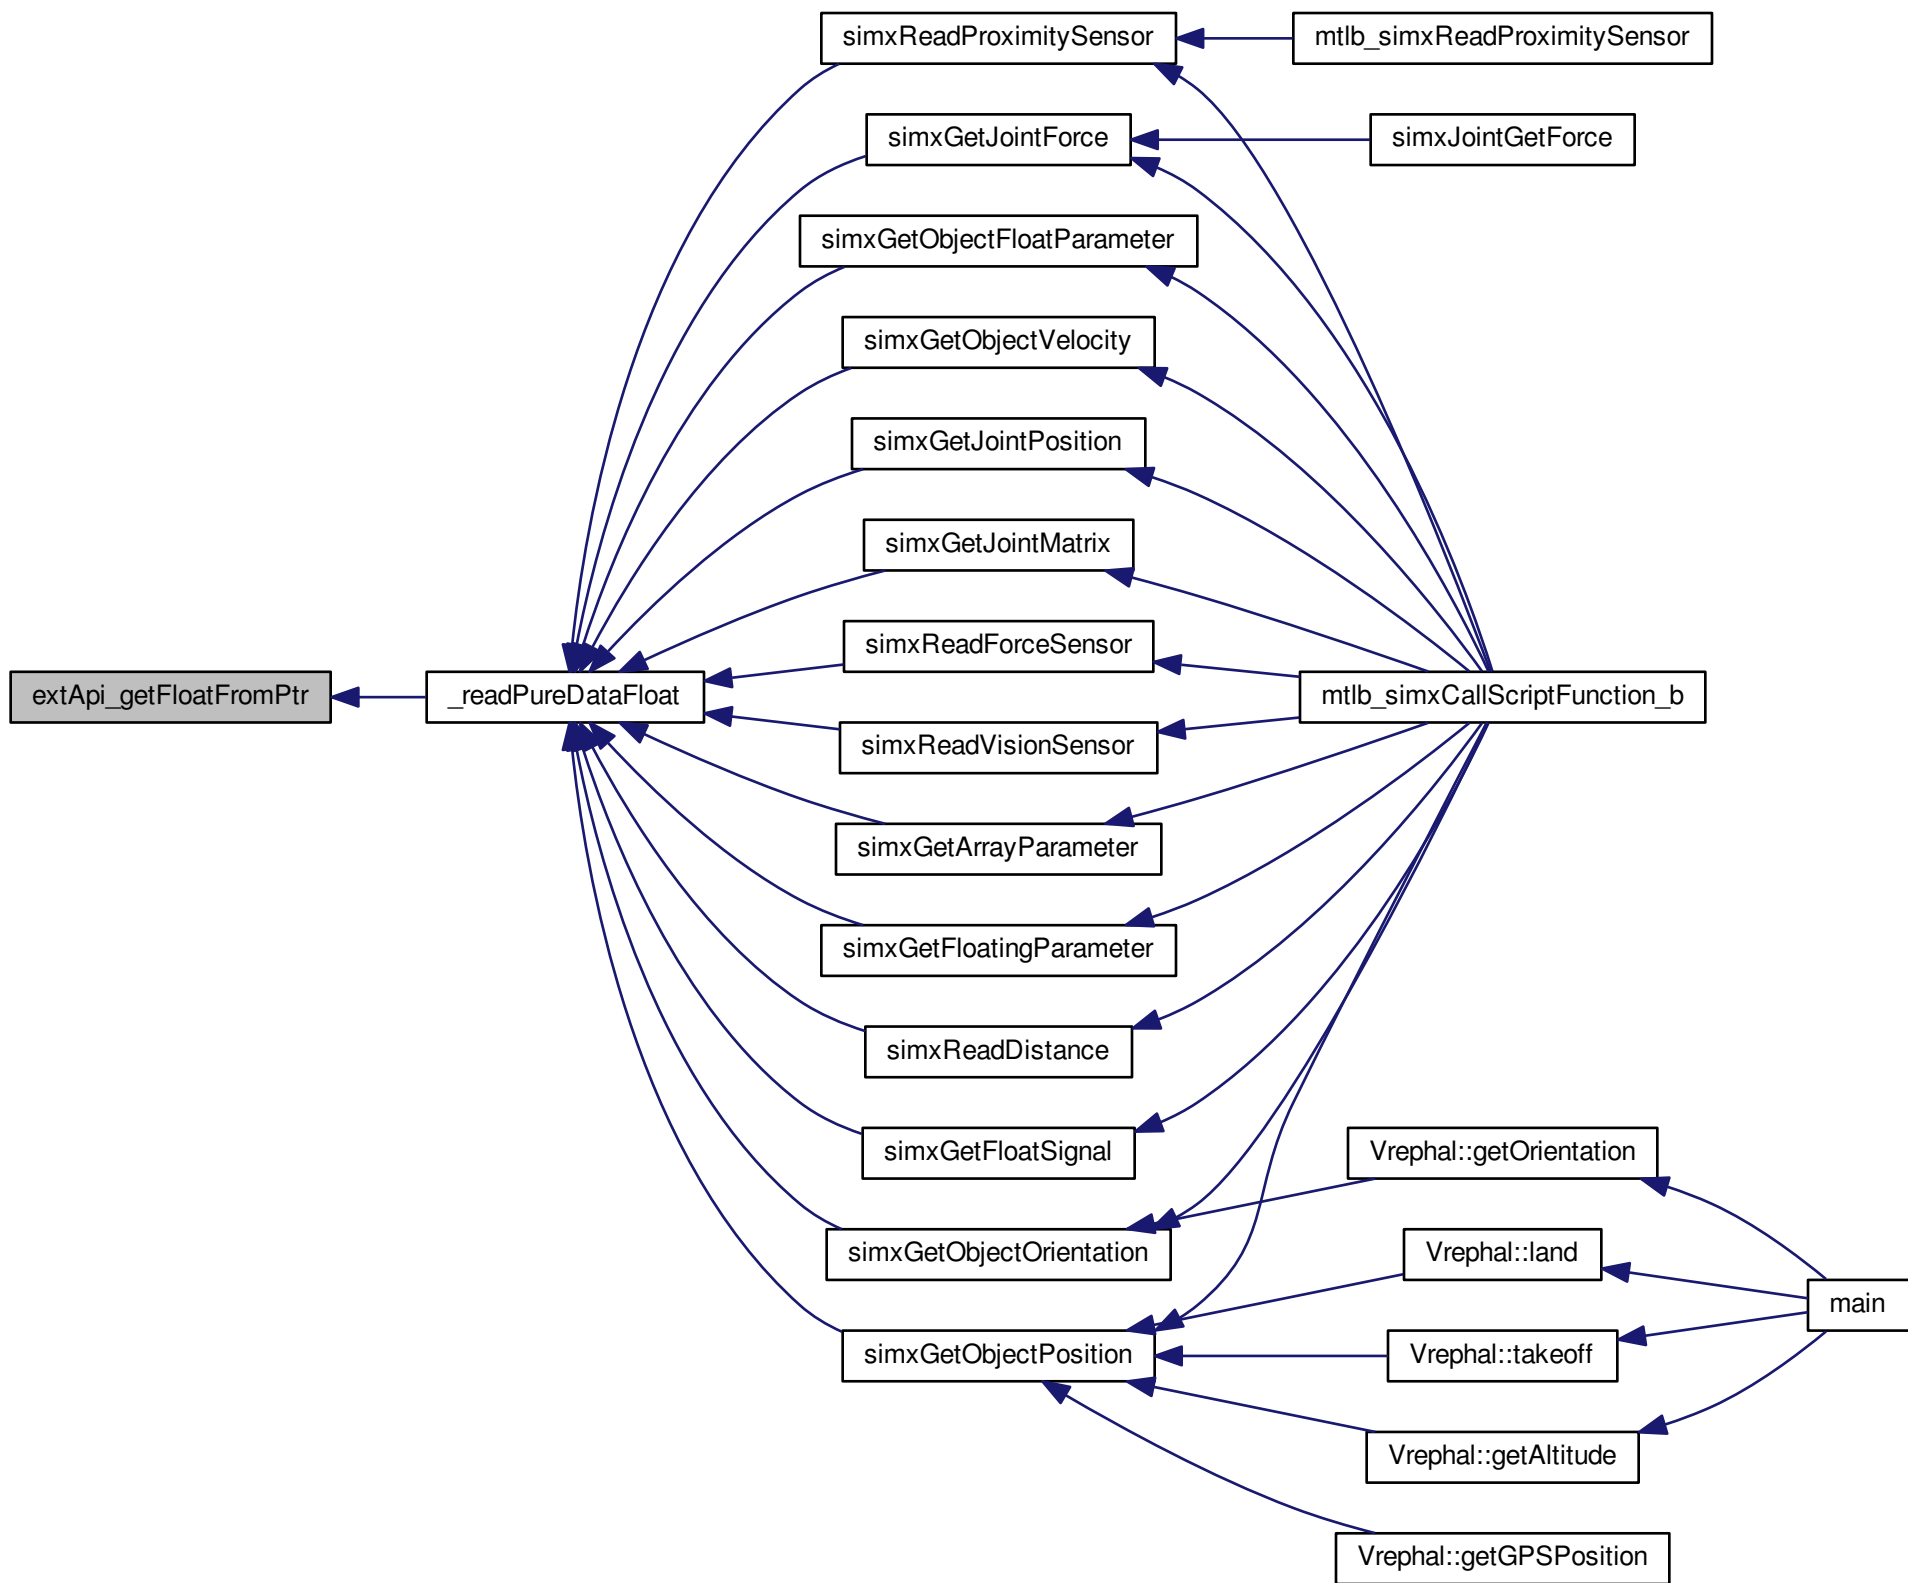 simxReadProximitySensor
mtlb_simxReadProximitySensor
simxGetJointForce
simxJointGetForce
simxGetObjectFloatParameter
simxGetObjectVelocity
simxGetJointPosition
simxGetJointMatrix
simxReadForceSensor
extApi_getFloatFromPtr
_readPureDataFloat
mtlb_simxCallScriptFunction_b
simxReadVisionSensor
simxGetArrayParameter
simxGetFloatingParameter
simxReadDistance
simxGetFloatSignal
Vrephal::getOrientation
simxGetObjectOrientation
Vrephal::land
main
simxGetObjectPosition
Vrephal::takeoff
Vrephal::getAltitude
Vrephal::getGPSPosition